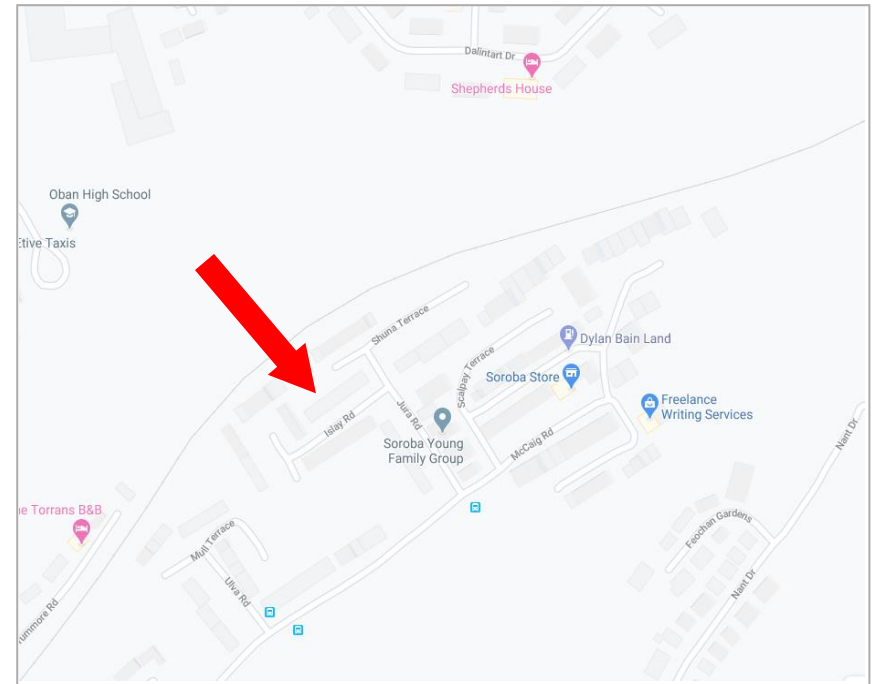 Dalintart Dr
Shepherds House
Oban High School
Etive Taxis
Shuna Terrace
Dylan Bain Land
Scalpay Terrace
Soroba Store
Freelance
Writing Services
Islay Rd
Jura Rd
Soroba Young
Family Group
McCaig Rd
Nant Dr
Torrans B&B
Mull Terrace
Feochan Gardens
Ulva Rd
Nant Dr
Rd